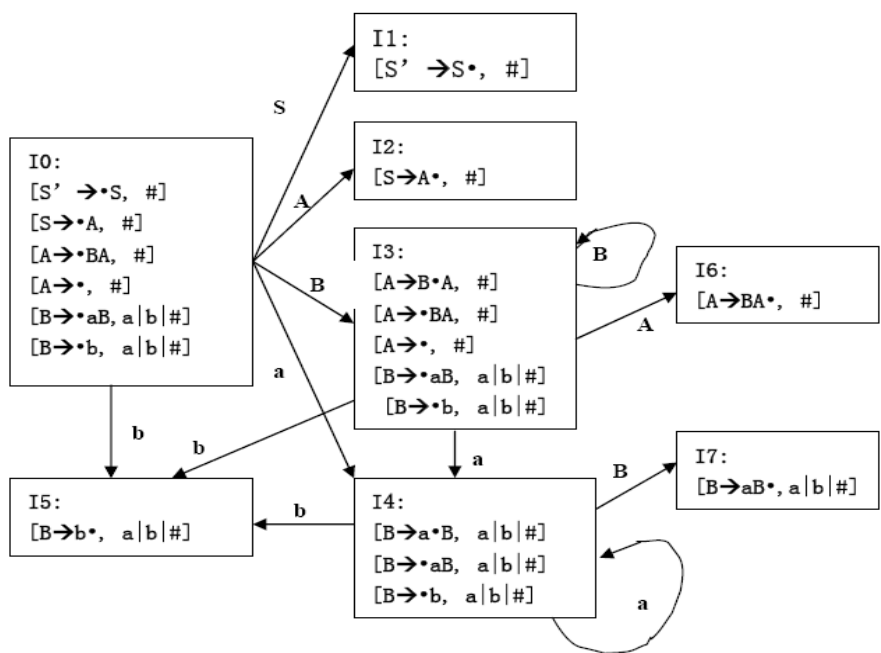 I1:
[S' →S•, #]
S
I2:
[S→A•, #]
A
I0:
[S' →•S, #]
[S→•A, #]
[A→•BA, #]
[A→•, #]
[B→•aB, a|b|#]
[B→•b, a|b|#]
B
I3:
[A→B•A, #]
[A→•BA, #]
[A→•, #]
[B→•aB, a|b|#]
[B→•b, a|b|#]
B
I6:
[A→BA•, #]
A
a
b
b
a
I5:
[B→b•, a|b|#]
b
I4:
[B→a•B, a|b|#]
[B→•aB, a|b|#]
[B→•b, a|b|#]
B
I7:
[B→aB•, a|b|#]
a